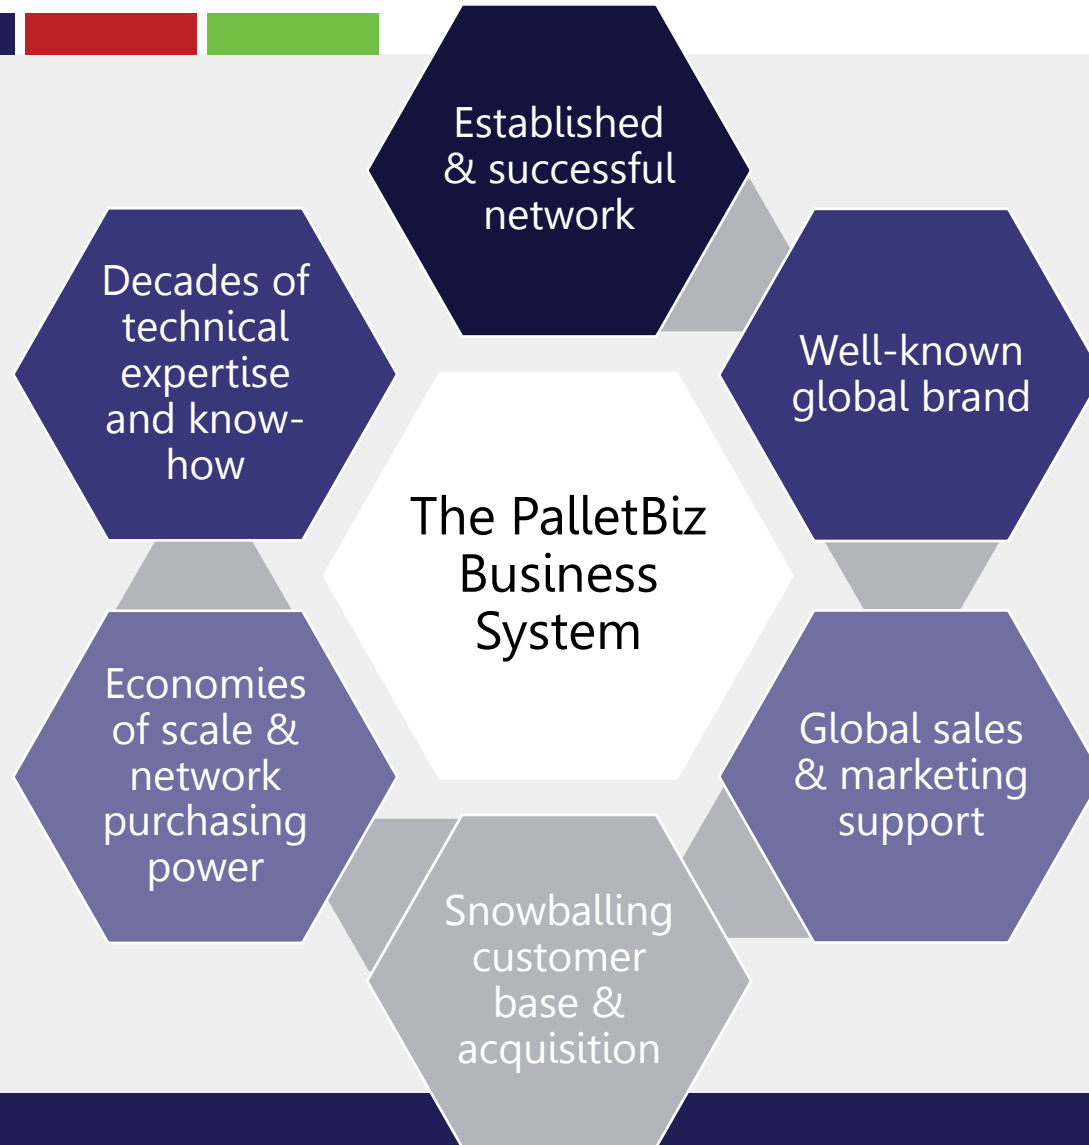 Established
& successful
network
Well-known
global brand
Global sales
& marketing
support
Snowballing
customer
base &
acquisition
Economies
of scale &
network
purchasing
power
Decades of
technical
expertise
and know-
how
The PalletBiz
Business
System